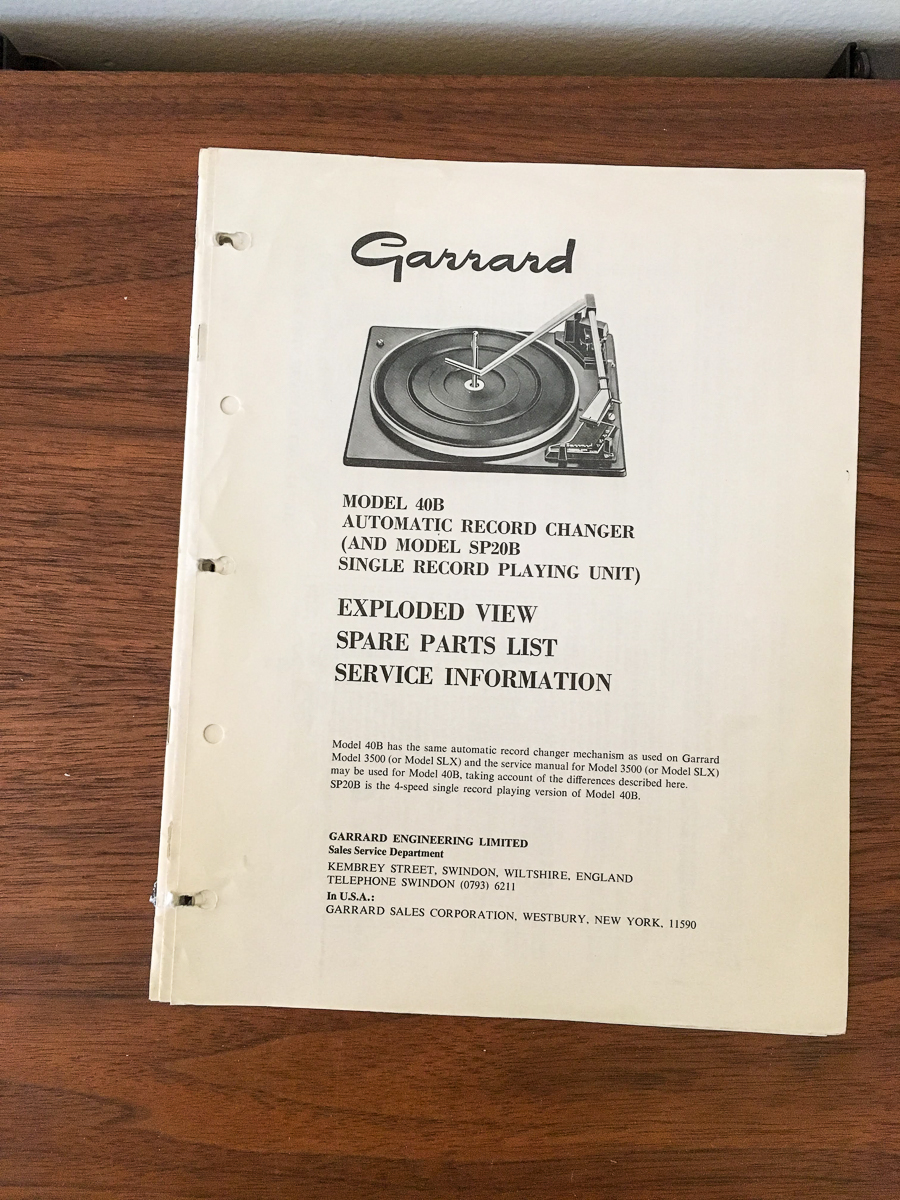 Garrard
Garrard
MODEL 40B
AUTOMATIC RECORD CHANGER
(AND MODEL SP20B
SINGLE RECORD PLAYING UNIT)
EXPLODED VIEW
SPARE PARTS LIST
SERVICE INFORMATION
Model 40B has the same automatic record changer mechanism as used on Garrard
Model 3500 (or Model SLX) and the service manual for Model 3500 (or Model SLX)
may be used for Model 40B, taking account of the differences described here.
SP20B is the 4-speed single record playing version of Model 40B.
GARRARD ENGINEERING LIMITED
Sales Service Department
KEMBREY STREET, SWINDON, WILTSHIRE, ENGLAND
TELEPHONE SWINDON (0793) 6211
In U.S.A.:
GARRARD SALES CORPORATION, WESTBURY, NEW YORK, 11590